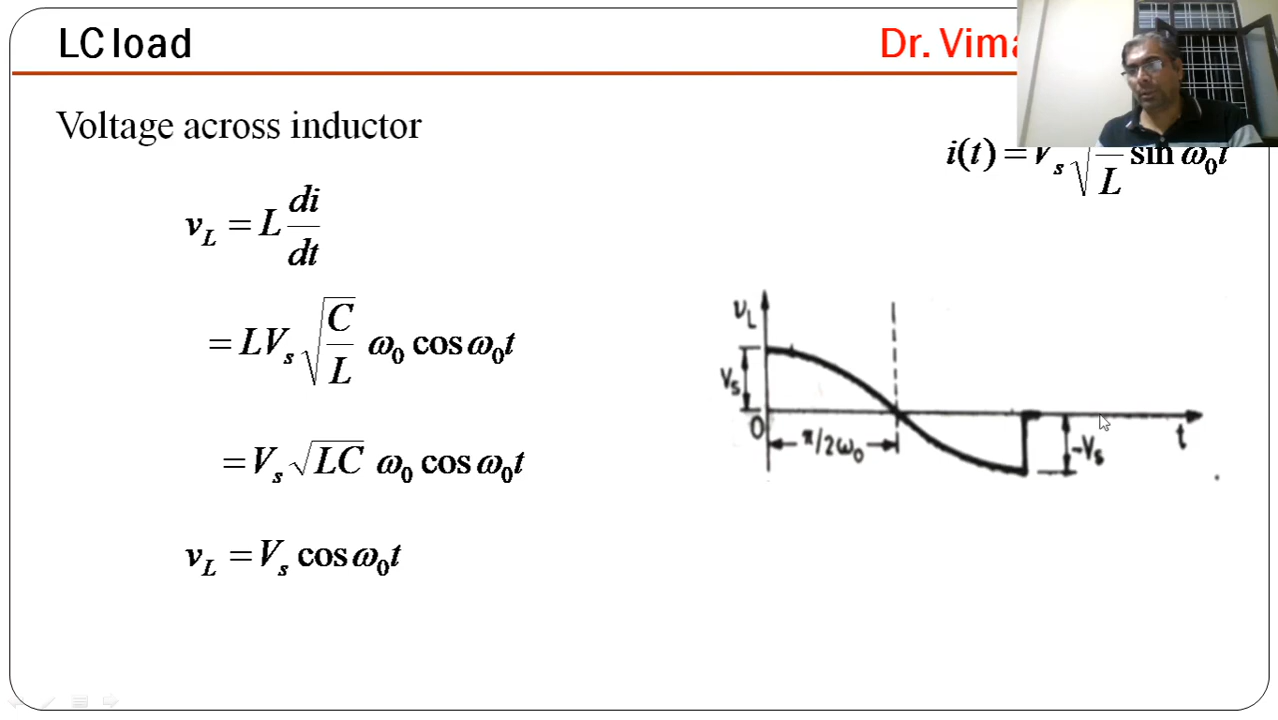 LC load
Dr.
Voltage across inductor
i(t) = V_s √ /L sin ω₀t
v_L = L di/dt
= LV_s √(C/L) ω₀ cos ω₀t
= V_s √LC ω₀ cos ω₀t
v_L = V_s cos ω₀t
v_L
V_s
0
π/2ω₀
-V_s
t